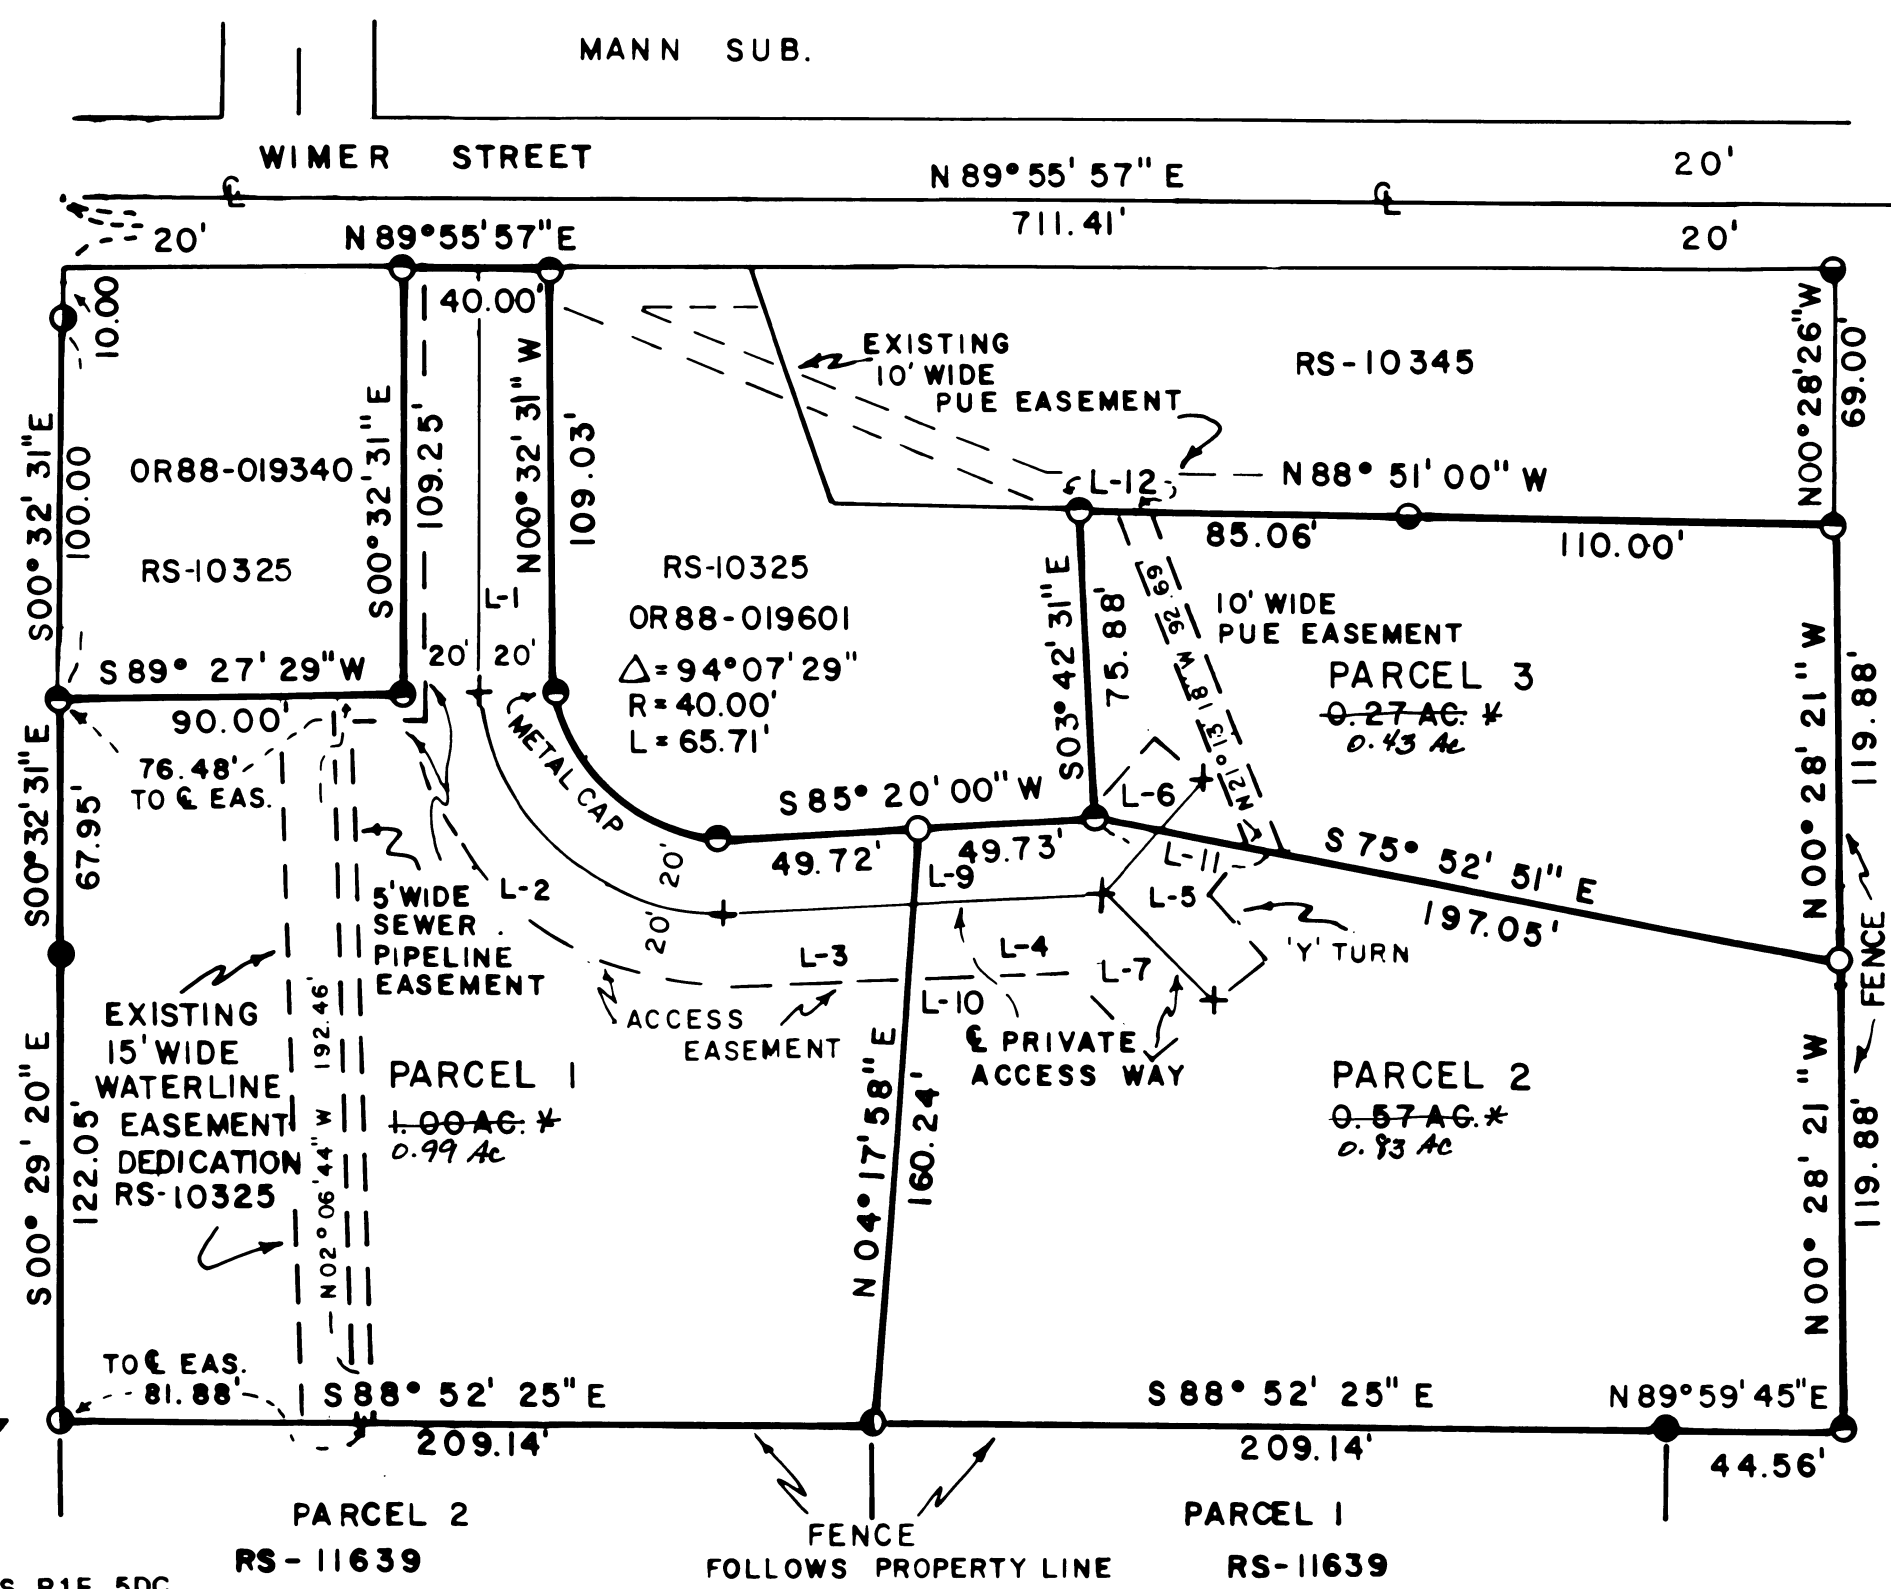 MANN SUB.
WIMER STREET
N 89° 55' 57" E
711.41'
20'
20'
20'
N 89° 55' 57" E
40.00'
10.00
S00° 32' 31" E
100.00
OR88-019340
RS-10325
S00° 32' 31" E
109.25'
L-1
N00° 32' 31" W
109.03'
EXISTING
10' WIDE
PUE EASEMENT
RS-10345
N00° 28' 26" W
69.00'
L-12
N 88° 51' 00" W
85.06'
110.00'
RS-10325
OR88-019601
Δ = 94° 07' 29"
R = 40.00'
L = 65.71'
S03° 42' 31" E
75.88'
N21° 13' 18" W 92.69
10' WIDE
PUE EASEMENT
PARCEL 3
0.27 AC. *
0.43 Ac
N00° 28' 21" W
119.88'
S 89° 27' 29" W
90.00'
20' 20'
METAL CAP
76.48'
TO ℄ EAS.
S00° 32' 31" E
67.95'
S 85° 20' 00" W
49.72'
49.73'
L-6
L-9
L-11
L-5
S 75° 52' 51" E
197.05'
'Y' TURN
FENCE
5' WIDE
SEWER
PIPELINE
EASEMENT
L-2
20'
20'
L-3
L-4
L-7
L-10
ACCESS
EASEMENT
℄ PRIVATE
ACCESS WAY
EXISTING
15' WIDE
WATERLINE
EASEMENT
DEDICATION
RS-10325
192.46'
N02° 06' 44" W
S00° 29' 20" E
122.05'
PARCEL 1
1.00 AC. *
0.99 Ac
N 04° 17' 58" E
160.24'
PARCEL 2
0.57 AC. *
0.83 Ac
N00° 28' 21" W
119.88'
TO ℄ EAS.
81.88'
S 88° 52' 25" E
209.14'
S 88° 52' 25" E
209.14'
N 89° 59' 45" E
44.56'
PARCEL 2
RS-11639
FENCE
FOLLOWS PROPERTY LINE
PARCEL 1
RS-11639